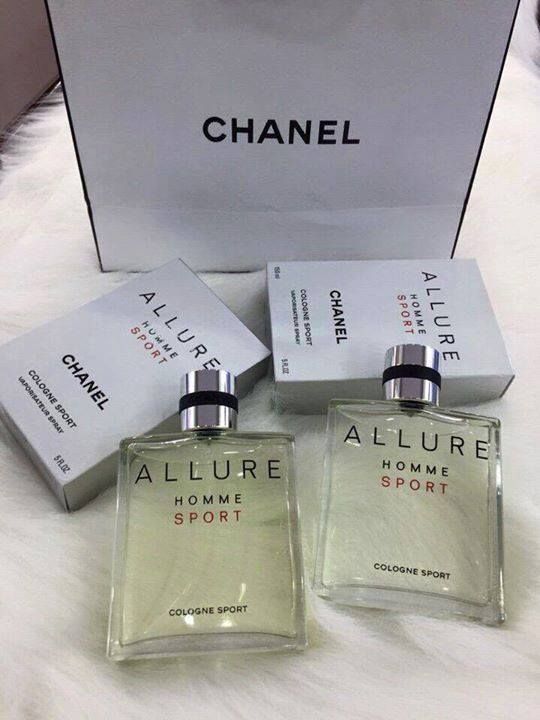 CHANEL
ALLURE
HOMME
SPORT
CHANEL
COLOGNE SPORT
VAPORISATEUR SPRAY
5 FL.OZ.
ALLURE
HOMME
SPORT
CHANEL
COLOGNE SPORT
VAPORISATEUR SPRAY
150 ml
5 FL.OZ.
ALLURE
HOMME
SPORT
COLOGNE SPORT
ALLURE
HOMME
SPORT
COLOGNE SPORT